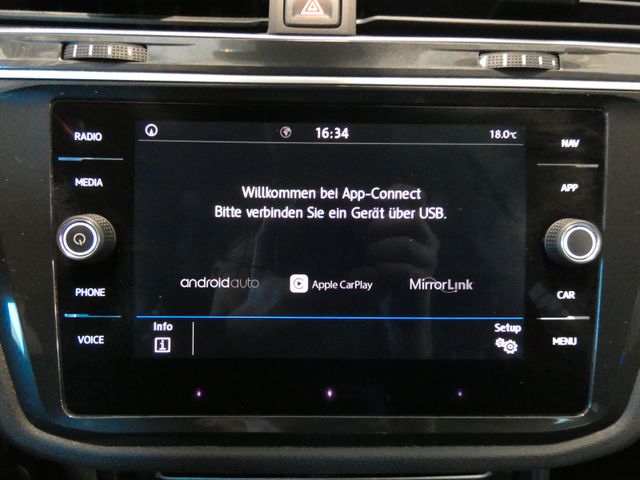 RADIO
MEDIA
PHONE
VOICE
16:34
18.0°C
Willkommen bei App-Connect
Bitte verbinden Sie ein Gerät über USB.
androidauto
Apple CarPlay
MirrorLink
Info
i
Setup
NAV
APP
CAR
MENU